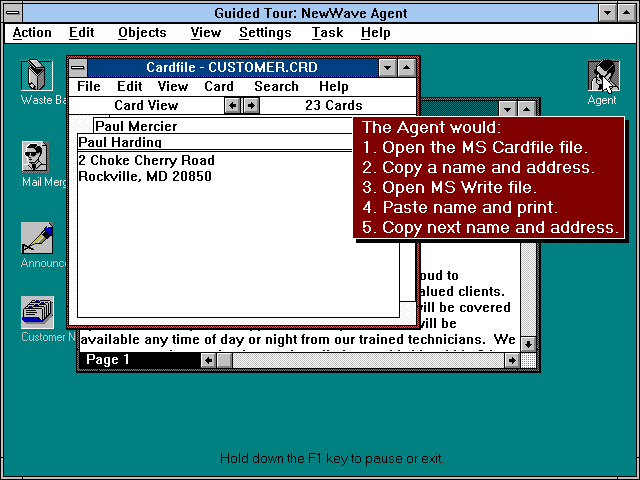 Guided Tour: NewWave Agent
Action Edit Objects View Settings Task Help
Waste Ba
Mail Merg
Announce
Customer N
Agent
Cardfile - CUSTOMER.CRD
File Edit View Card Search Help
Card View 23 Cards
Paul Mercier
Paul Harding
2 Choke Cherry Road
Rockville, MD 20850
The Agent would:
1. Open the MS Cardfile file.
2. Copy a name and address.
3. Open MS Write file.
4. Paste name and print.
5. Copy next name and address.
oud to
alued clients.
will be covered
will be
available any time of day or night from our trained technicians. We
Page 1
Hold down the F1 key to pause or exit.